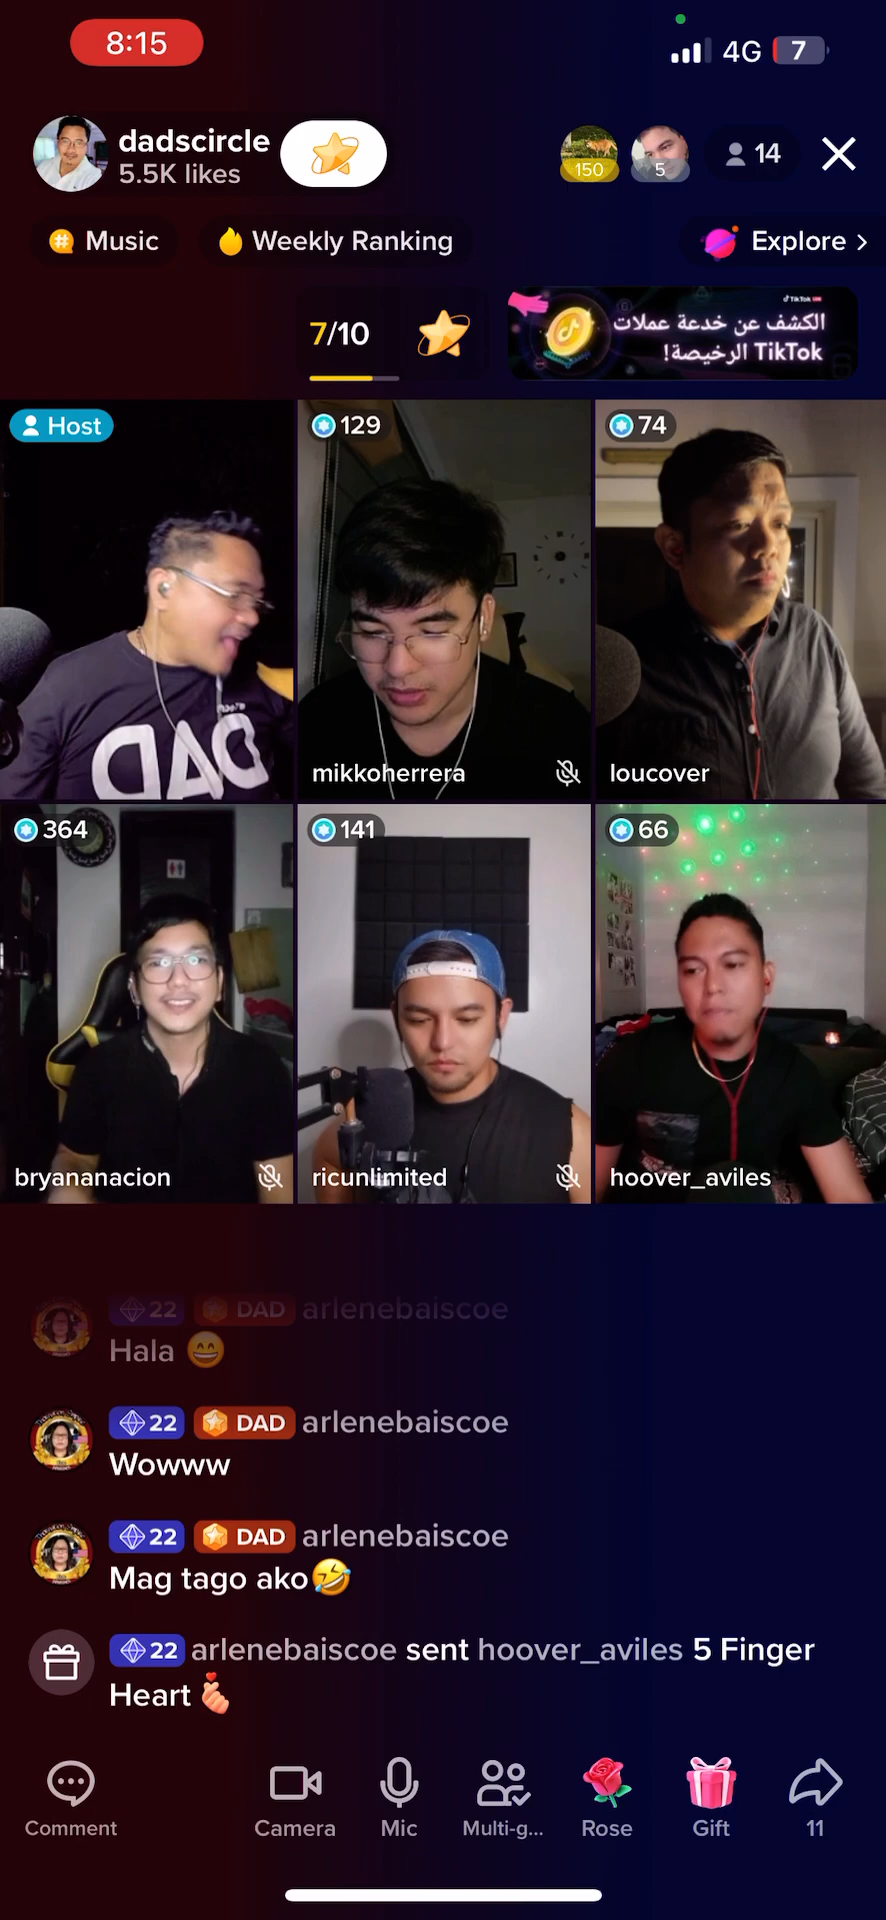 8:15
4G
7
dadscircle
5.5K likes
150
5
14
Music
Weekly Ranking
Explore >
7/10
TikTok LIVE
الكشف عن خدعة عملات
TikTok الرخيصة!
Host
129
74
DAD
mikkoherrera
loucover
364
141
66
bryananacion
ricunlimited
hoover_aviles
22 DAD arlenebaiscoe
Hala 😄
22 DAD arlenebaiscoe
Wowww
22 DAD arlenebaiscoe
Mag tago ako🤣
22 arlenebaiscoe sent hoover_aviles 5 Finger
Heart
Comment
Camera
Mic
Multi-g...
Rose
Gift
11